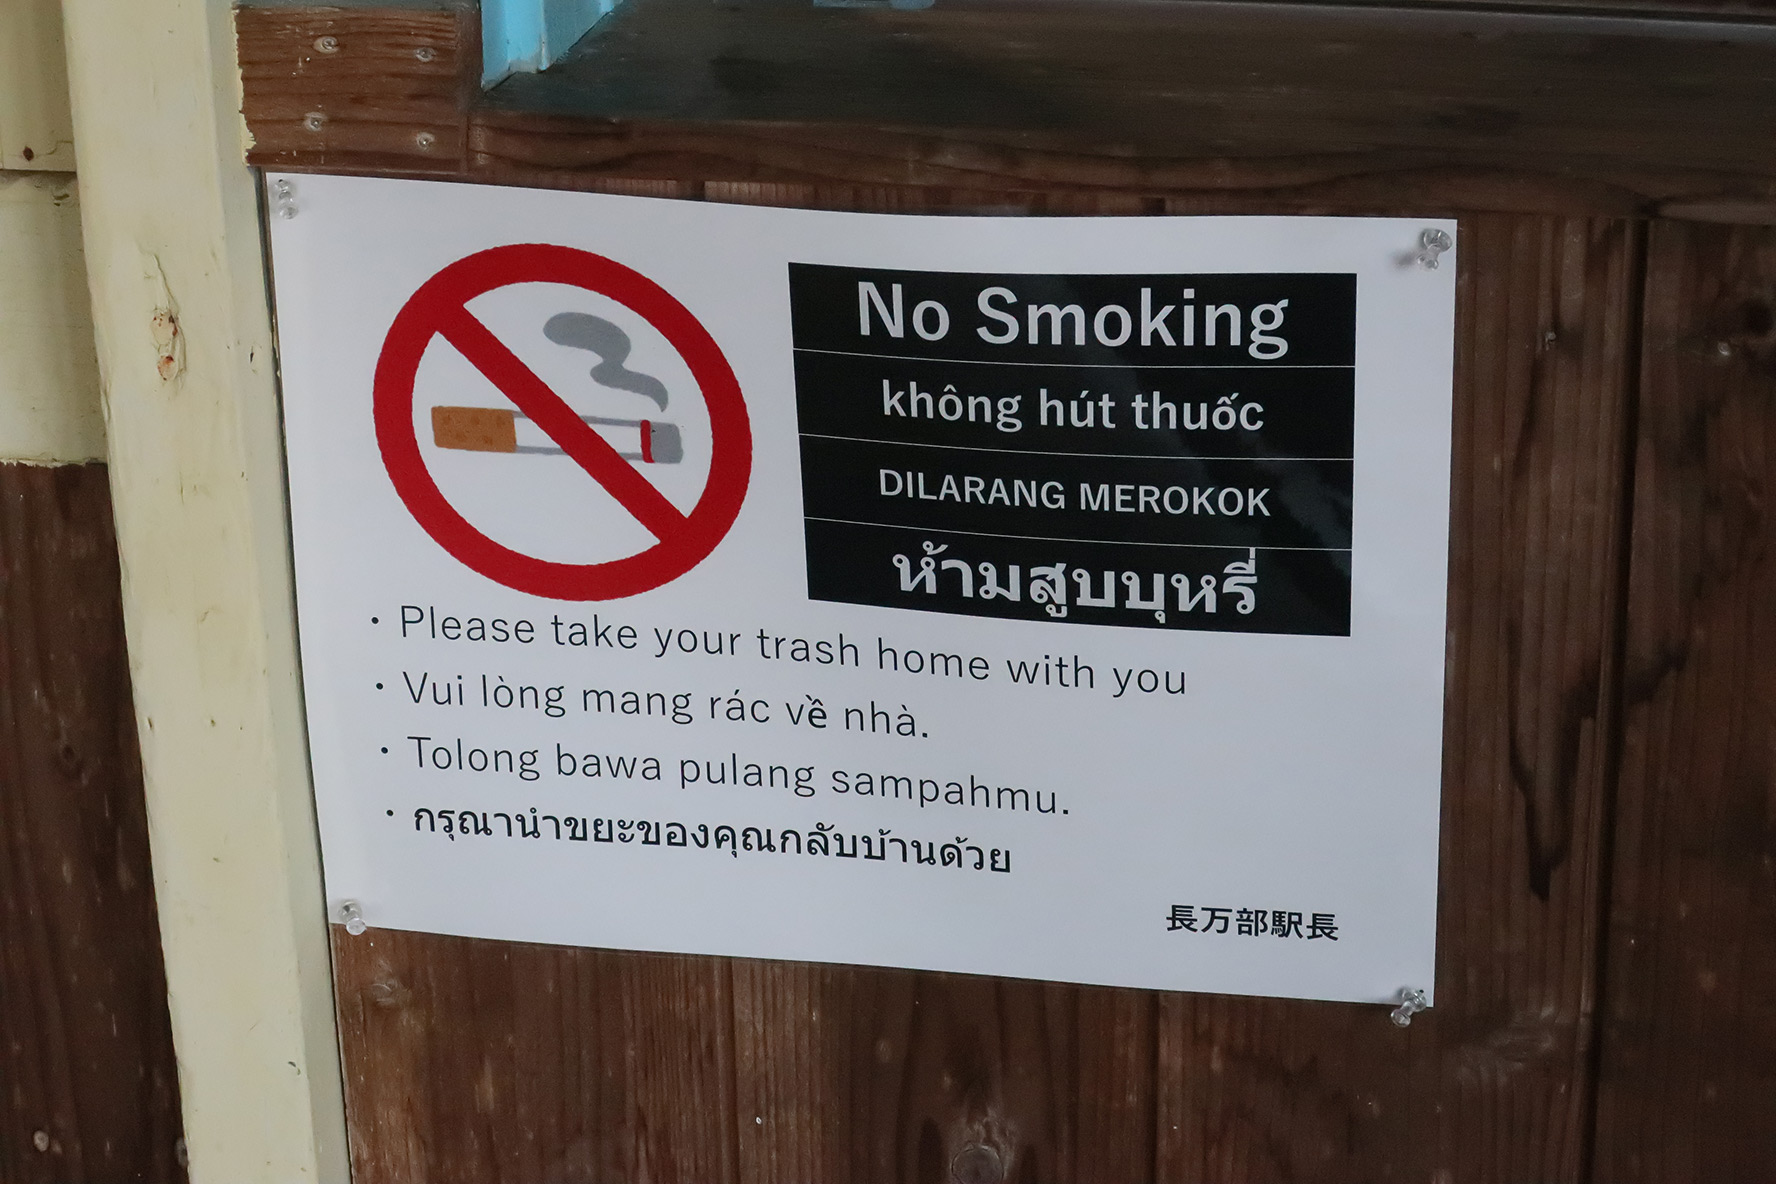 No Smoking
không hút thuốc
DILARANG MEROKOK
ห้ามสูบบุหรี่
・Please take your trash home with you
・Vui lòng mang rác về nhà.
・Tolong bawa pulang sampahmu.
・กรุณานำขยะของคุณกลับบ้านด้วย
長万部駅長